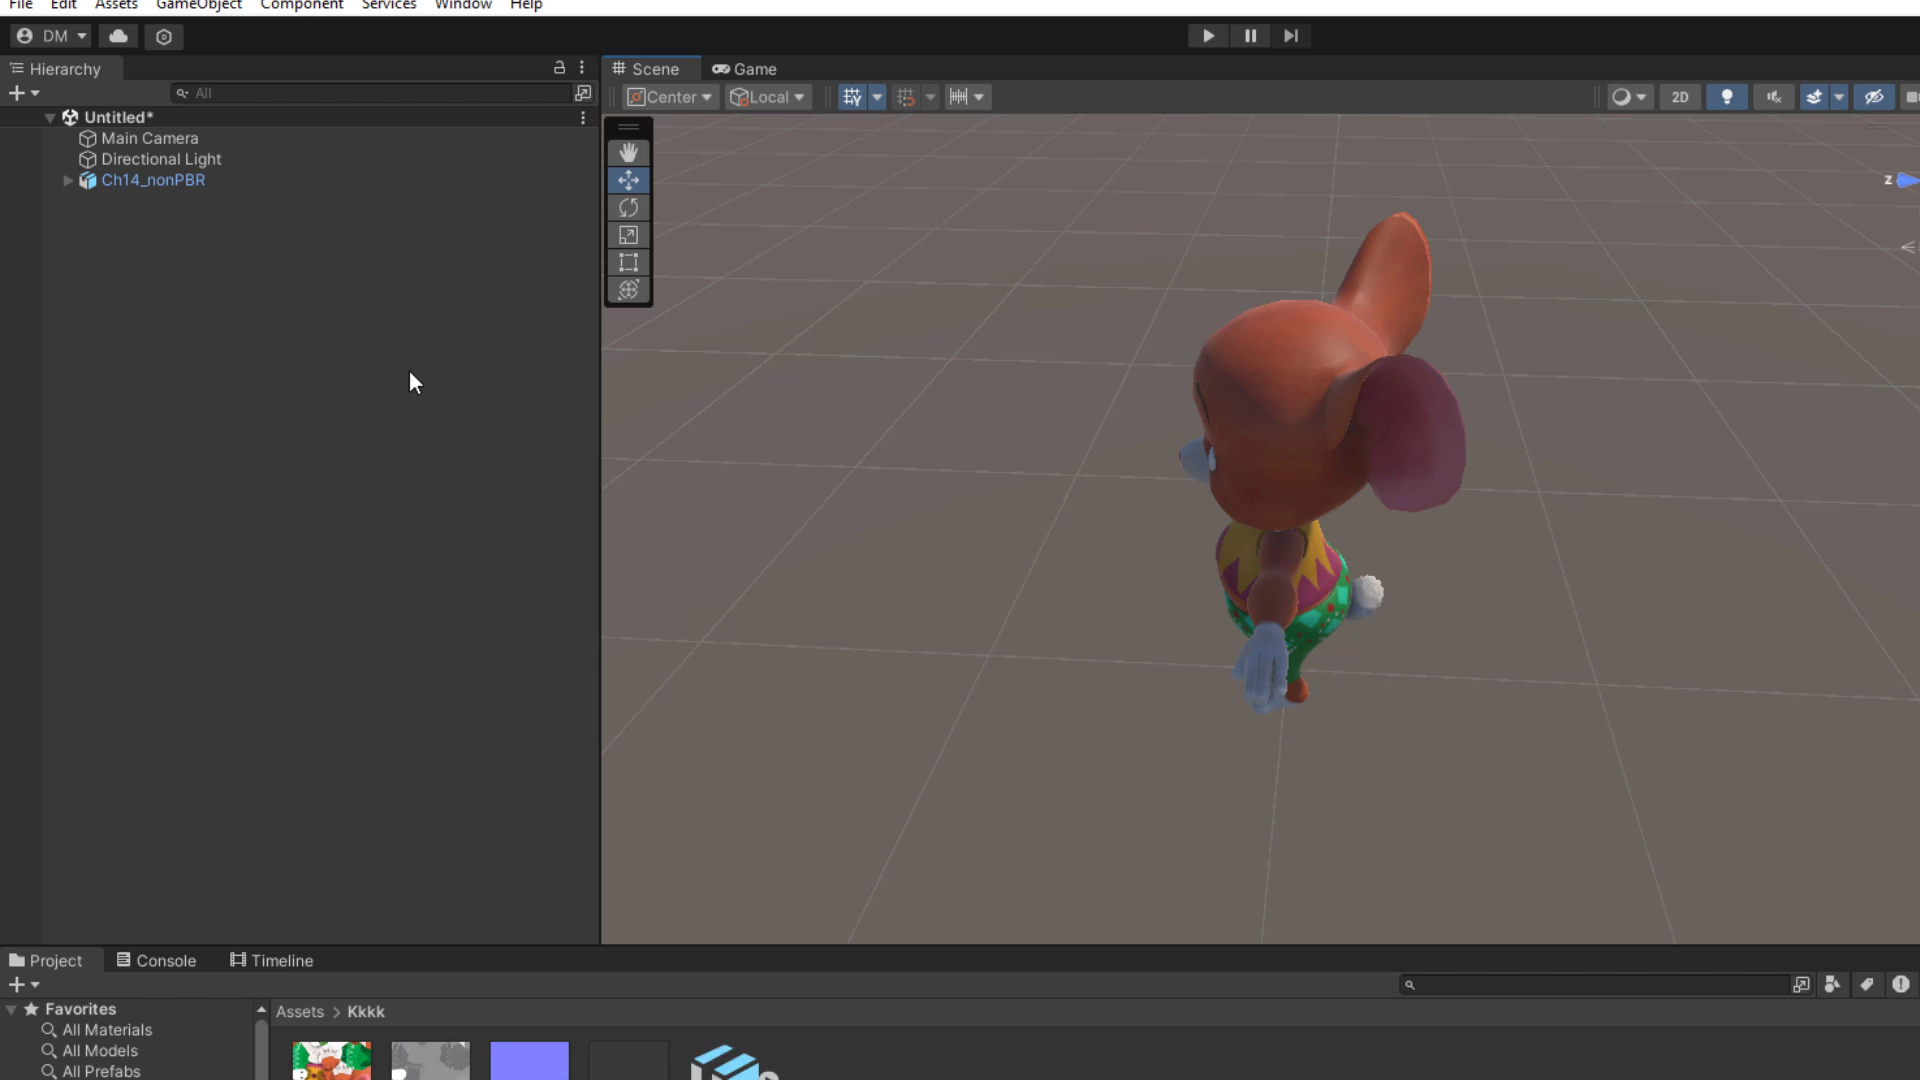 File Edit Assets GameObject Component Services Window Help
DM
Hierarchy
Scene Game
All
Center Local 2D
Untitled*
Main Camera
Directional Light
Ch14_nonPBR
z
Project Console Timeline
Favorites
Assets > Kkkk
All Materials
All Models
All Prefabs